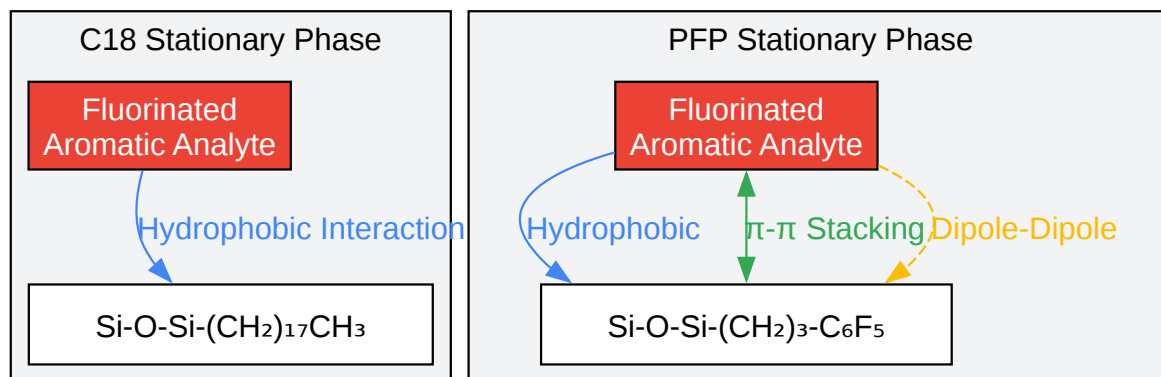 C18 Stationary Phase
Fluorinated
Aromatic Analyte
Hydrophobic Interaction
Si-O-Si-(CH₂)₁₇CH₃
PFP Stationary Phase
Fluorinated
Aromatic Analyte
Hydrophobic
π-π Stacking
Dipole-Dipole
Si-O-Si-(CH₂)₃-C₆F₅